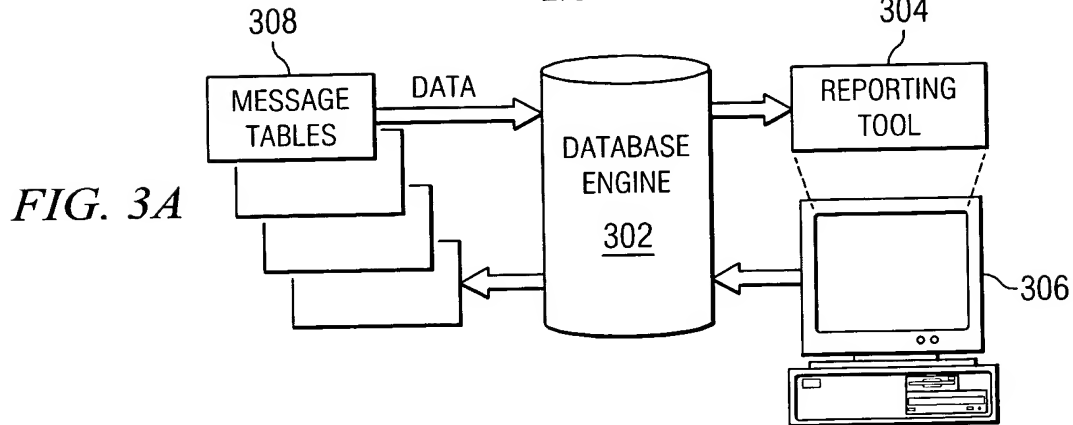 308
304
MESSAGE
TABLES
DATA
REPORTING
TOOL
DATABASE
ENGINE
302
FIG. 3A
306